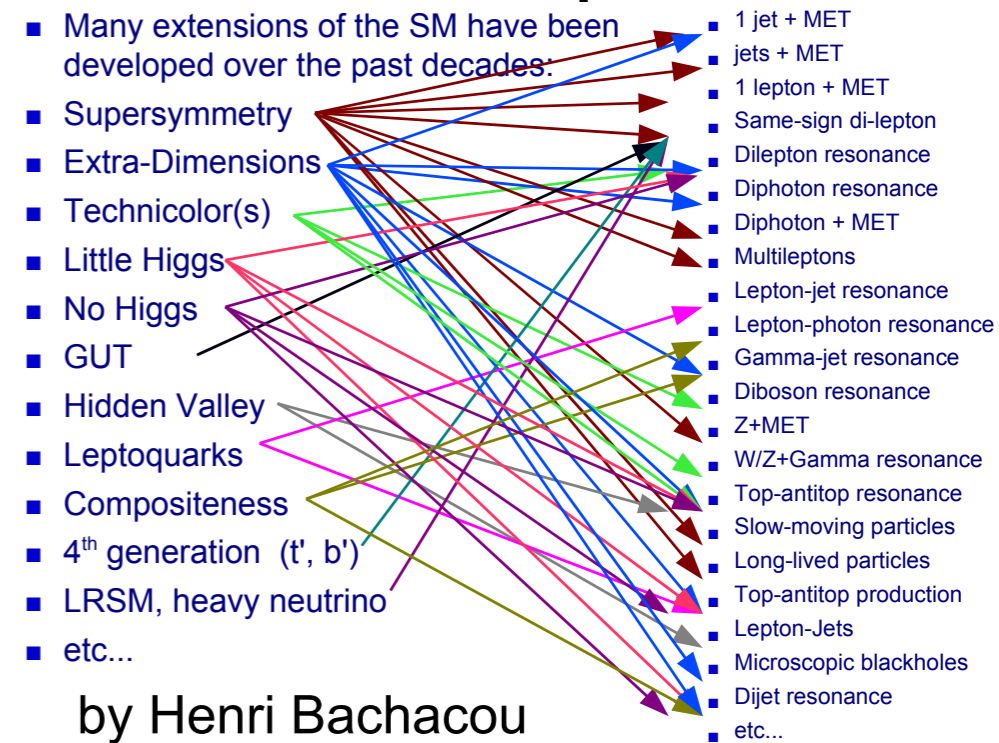 Many extensions of the SM have been
developed over the past decades:
Supersymmetry
Extra-Dimensions
Technicolor(s)
Little Higgs
No Higgs
GUT
Hidden Valley
Leptoquarks
Compositeness
4th generation (t', b')
LRSM, heavy neutrino
etc...
by Henri Bachacou
1 jet + MET
jets + MET
1 lepton + MET
Same-sign di-lepton
Dilepton resonance
Diphoton resonance
Diphoton + MET
Multileptons
Lepton-jet resonance
Lepton-photon resonance
Gamma-jet resonance
Diboson resonance
Z+MET
W/Z+Gamma resonance
Top-antitop resonance
Slow-moving particles
Long-lived particles
Top-antitop production
Lepton-Jets
Microscopic blackholes
Dijet resonance
etc...